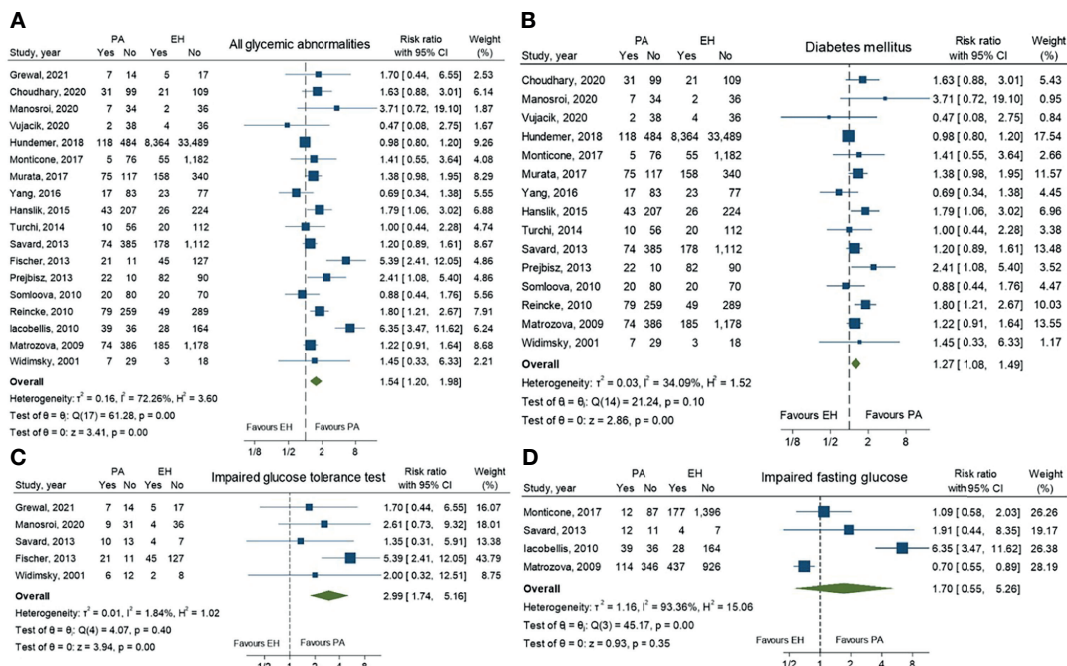 A
PA EH All glycemic abncrmalities Risk ratio Weight
Study, year Yes No Yes No with 95% CI (%)
Grewal, 2021 7 14 5 17 1.70 [ 0.44, 6.55] 2.53
Choudhary, 2020 31 99 21 109 1.63 [ 0.88, 3.01] 6.14
Manosroi, 2020 7 34 2 36 3.71 [ 0.72, 19.10] 1.87
Vujacik, 2020 2 38 4 36 0.47 [ 0.08, 2.75] 1.67
Hundemer, 2018 118 484 8,364 33,489 0.98 [ 0.80, 1.20] 9.26
Monticone, 2017 5 76 55 1,182 1.41 [ 0.55, 3.64] 4.08
Murata, 2017 75 117 158 340 1.38 [ 0.98, 1.95] 8.29
Yang, 2016 17 83 23 77 0.69 [ 0.34, 1.38] 5.55
Hanslik, 2015 43 207 26 224 1.79 [ 1.06, 3.02] 6.88
Turchi, 2014 10 56 20 112 1.00 [ 0.44, 2.28] 4.74
Savard, 2013 74 385 178 1,112 1.20 [ 0.89, 1.61] 8.67
Fischer, 2013 21 11 45 127 5.39 [ 2.41, 12.05] 4.86
Prejbisz, 2013 22 10 82 90 2.41 [ 1.08, 5.40] 4.86
Somloova, 2010 20 80 20 70 0.88 [ 0.44, 1.76] 5.56
Reincke, 2010 79 259 49 289 1.80 [ 1.21, 2.67] 7.91
Iacobellis, 2010 39 36 28 164 6.35 [ 3.47, 11.62] 6.24
Matrozova, 2009 74 386 185 1,178 1.22 [ 0.91, 1.64] 8.68
Widimsky, 2001 7 29 3 18 1.45 [ 0.33, 6.33] 2.21
Overall 1.54 [ 1.20, 1.98]
Heterogeneity: τ² = 0.16, I² = 72.26%, H² = 3.60
Test of θᵢ = θⱼ: Q(17) = 61.28, p = 0.00
Test of θ = 0: z = 3.41, p = 0.00
Favours EH Favours PA
1/8 1/2 2 8
B
PA EH Diabetes mellitus Risk ratio Weight
Study, year Yes No Yes No with 95% CI (%)
Choudhary, 2020 31 99 21 109 1.63 [ 0.88, 3.01] 5.43
Manosroi, 2020 7 34 2 36 3.71 [ 0.72, 19.10] 0.95
Vujacik, 2020 2 38 4 36 0.47 [ 0.08, 2.75] 0.84
Hundemer, 2018 118 484 8,364 33,489 0.98 [ 0.80, 1.20] 17.54
Monticone, 2017 5 76 55 1,182 1.41 [ 0.55, 3.64] 2.66
Murata, 2017 75 117 158 340 1.38 [ 0.98, 1.95] 11.57
Yang, 2016 17 83 23 77 0.69 [ 0.34, 1.38] 4.45
Hanslik, 2015 43 207 26 224 1.79 [ 1.06, 3.02] 6.96
Turchi, 2014 10 56 20 112 1.00 [ 0.44, 2.28] 3.38
Savard, 2013 74 385 178 1,112 1.20 [ 0.89, 1.61] 13.48
Prejbisz, 2013 22 10 82 90 2.41 [ 1.08, 5.40] 3.52
Somloova, 2010 20 80 20 70 0.88 [ 0.44, 1.76] 4.47
Reincke, 2010 79 259 49 289 1.80 [ 1.21, 2.67] 10.03
Matrozova, 2009 74 386 185 1,178 1.22 [ 0.91, 1.64] 13.55
Widimsky, 2001 7 29 3 18 1.45 [ 0.33, 6.33] 1.17
Overall 1.27 [ 1.08, 1.49]
Heterogeneity: τ² = 0.03, I² = 34.09%, H² = 1.52
Test of θᵢ = θⱼ: Q(14) = 21.24, p = 0.10
Test of θ = 0: z = 2.86, p = 0.00
Favours EH Favours PA
1/8 1/2 2 8
C
PA EH Impaired glucose tolerance test Risk ratio Weight
Study, year Yes No Yes No with 95% CI (%)
Grewal, 2021 7 14 5 17 1.70 [ 0.44, 6.55] 16.07
Manosroi, 2020 9 31 4 36 2.61 [ 0.73, 9.32] 18.01
Savard, 2013 10 13 4 7 1.35 [ 0.31, 5.91] 13.38
Fischer, 2013 21 11 45 127 5.39 [ 2.41, 12.05] 43.79
Widimsky, 2001 6 12 2 8 2.00 [ 0.32, 12.51] 8.75
Overall 2.99 [ 1.74, 5.16]
Heterogeneity: τ² = 0.01, I² = 1.84%, H² = 1.02
Test of θᵢ = θⱼ: Q(4) = 4.07, p = 0.40
Test of θ = 0: z = 3.94, p = 0.00
Favours EH Favours PA
1/2 1 2 4 8
D
PA EH Impaired fasting glucose Risk ratio Weight
Study, year Yes No Yes No with 95% CI (%)
Monticone, 2017 12 87 177 1,396 1.09 [ 0.58, 2.03] 26.26
Savard, 2013 12 11 4 7 1.91 [ 0.44, 8.35] 19.17
Iacobellis, 2010 39 36 28 164 6.35 [ 3.47, 11.62] 26.38
Matrozova, 2009 114 346 437 926 0.70 [ 0.55, 0.89] 28.19
Overall 1.70 [ 0.55, 5.26]
Heterogeneity: τ² = 1.16, I² = 93.36%, H² = 15.06
Test of θᵢ = θⱼ: Q(3) = 45.17, p = 0.00
Test of θ = 0: z = 0.93, p = 0.35
Favours EH Favours PA
1/2 1 2 4 8